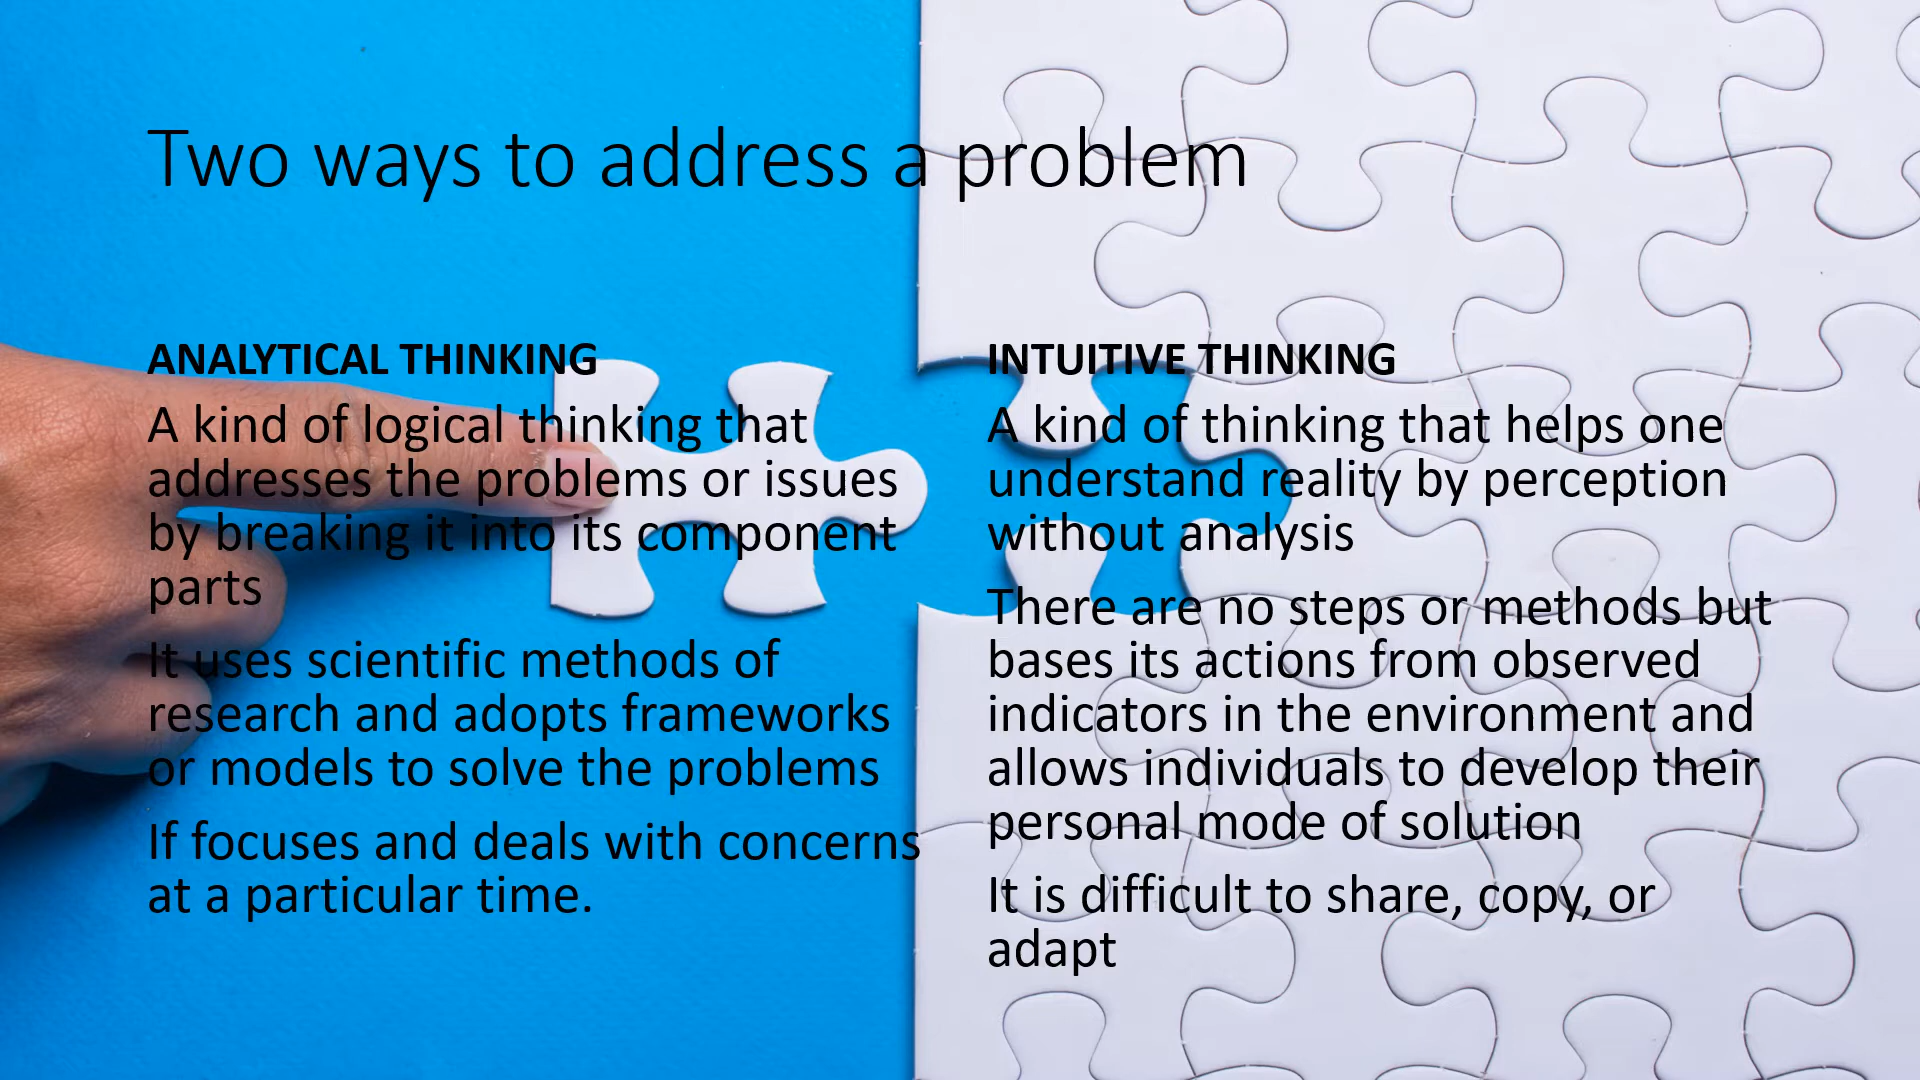 Two ways to address a problem
ANALYTICAL THINKING
A kind of logical thinking that
addresses the problems or issues
by breaking it into its component
parts
It uses scientific methods of
research and adopts frameworks
or models to solve the problems
If focuses and deals with concerns
at a particular time.
INTUITIVE THINKING
A kind of thinking that helps one
understand reality by perception
without analysis
There are no steps or methods but
bases its actions from observed
indicators in the environment and
allows individuals to develop their
personal mode of solution
It is difficult to share, copy, or
adapt